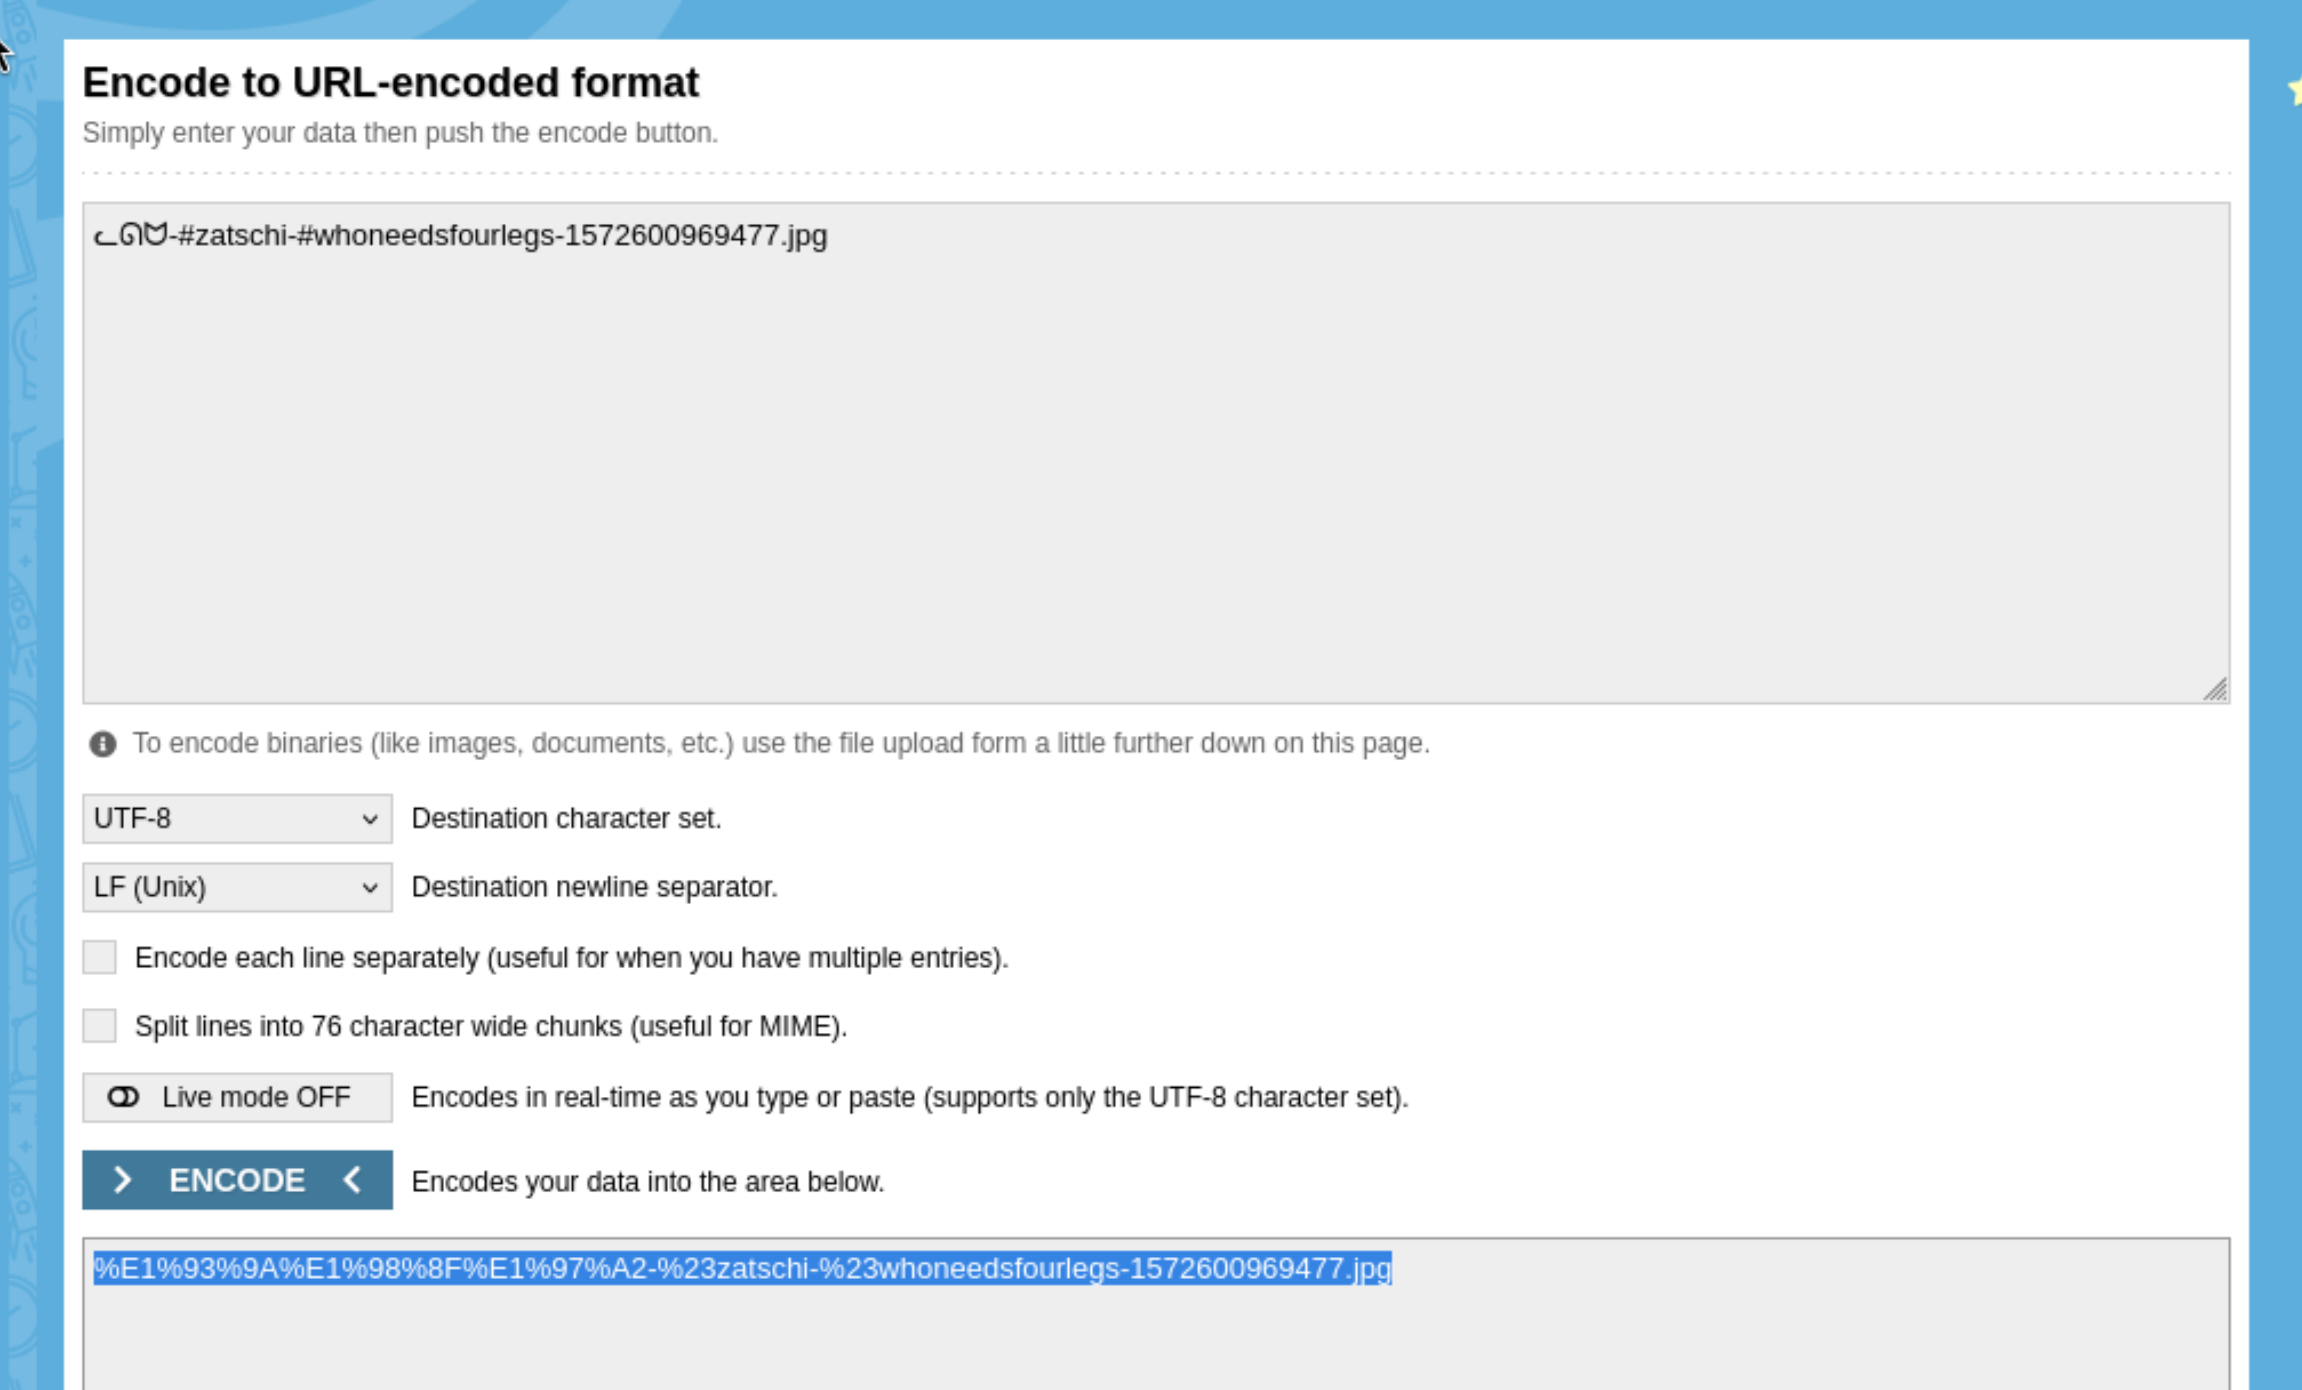 Encode to URL-encoded format
Simply enter your data then push the encode button.
ᓚᘏᗢ-#zatschi-#whoneedsfourlegs-1572600969477.jpg
To encode binaries (like images, documents, etc.) use the file upload form a little further down on this page.
UTF-8 Destination character set.
LF (Unix) Destination newline separator.
Encode each line separately (useful for when you have multiple entries).
Split lines into 76 character wide chunks (useful for MIME).
Live mode OFF Encodes in real-time as you type or paste (supports only the UTF-8 character set).
> ENCODE < Encodes your data into the area below.
%E1%93%9A%E1%98%8F%E1%97%A2-%23zatschi-%23whoneedsfourlegs-1572600969477.jpg